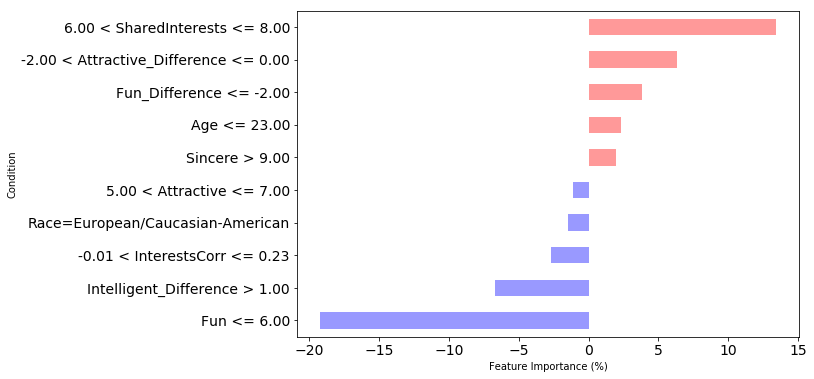 6.00 < SharedInterests <= 8.00
-2.00 < Attractive_Difference <= 0.00
Fun_Difference <= -2.00
Age <= 23.00
Sincere > 9.00
5.00 < Attractive <= 7.00
Race=European/Caucasian-American
-0.01 < InterestsCorr <= 0.23
Intelligent_Difference > 1.00
Fun <= 6.00
Condition
−20 −15 −10 −5 0 5 10 15
Feature Importance (%)